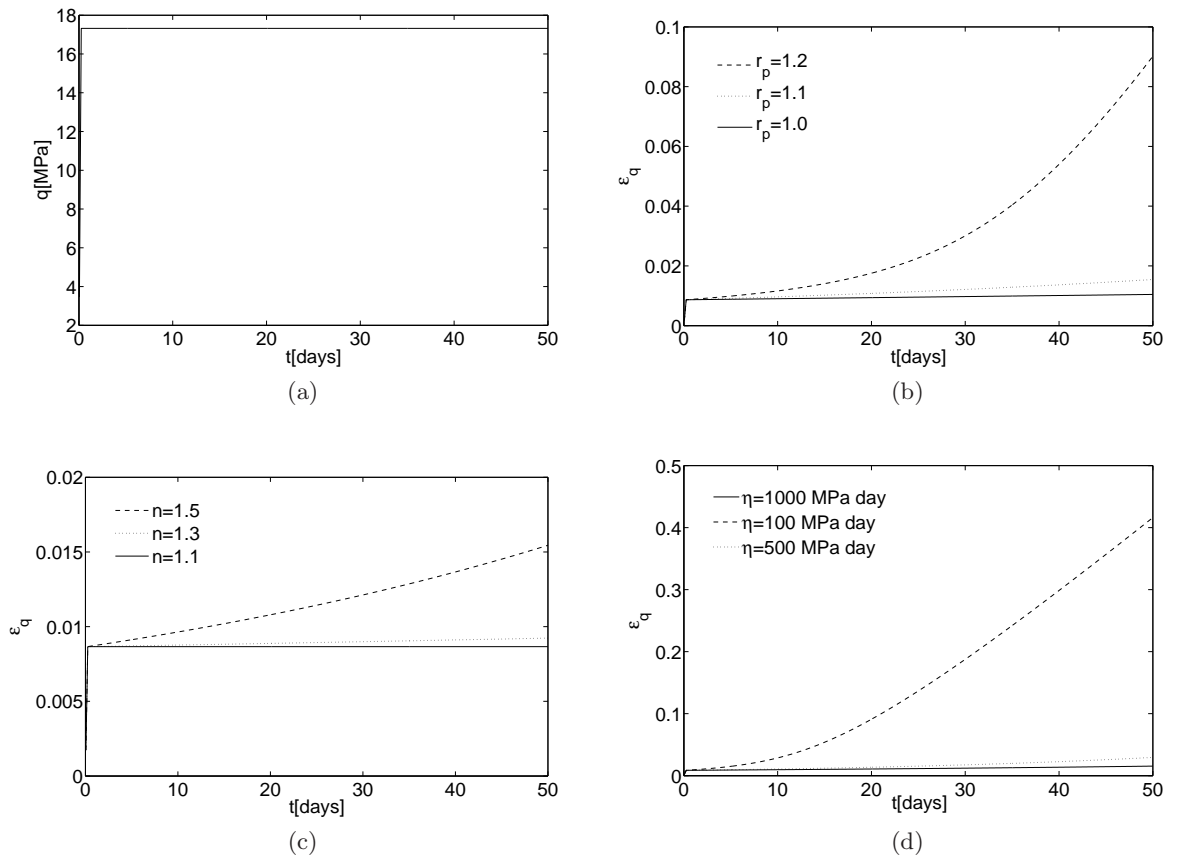 18
16
14
12
10
8
6
4
2
q[MPa]
0 10 20 30 40 50
t[days]
(a)
0.1
0.08
0.06
0.04
0.02
0
ε_q
r_p=1.2
r_p=1.1
r_p=1.0
0 10 20 30 40 50
t[days]
(b)
0.02
0.015
0.01
0.005
0
ε_q
n=1.5
n=1.3
n=1.1
0 10 20 30 40 50
t[days]
(c)
0.5
0.4
0.3
0.2
0.1
0
ε_q
η=1000 MPa day
η=100 MPa day
η=500 MPa day
0 10 20 30 40 50
t[days]
(d)